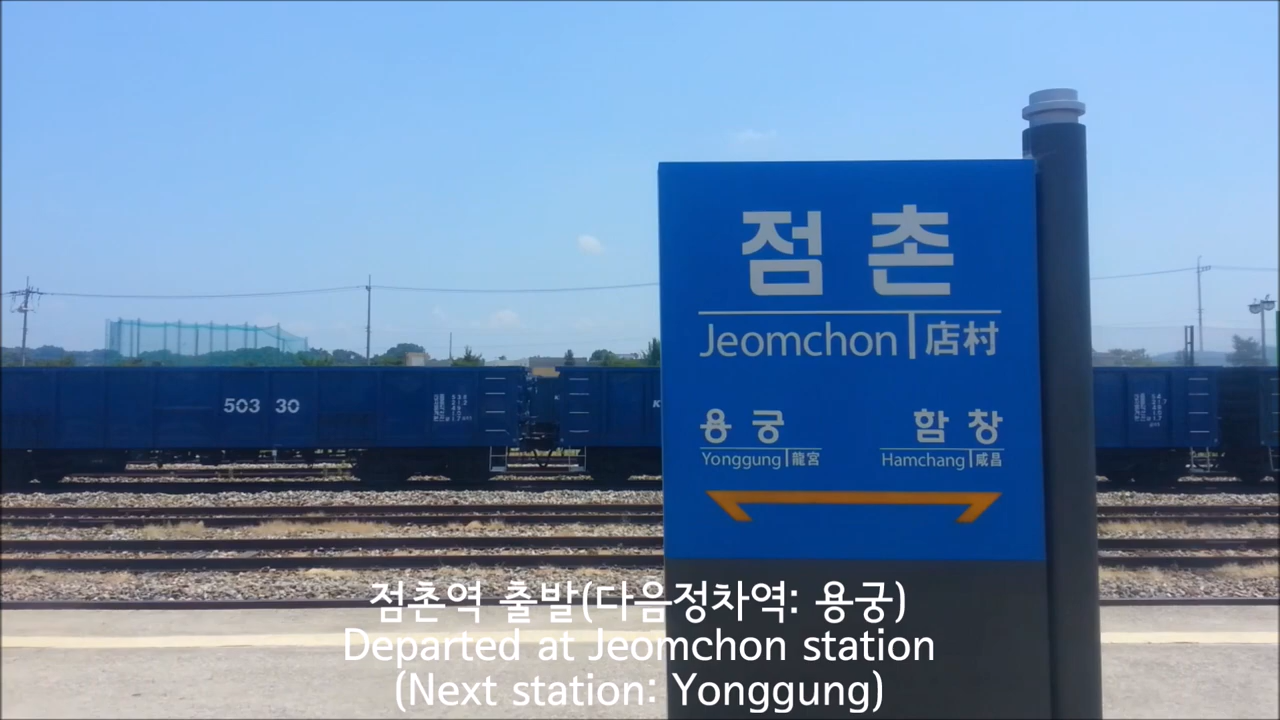 점촌
Jeomchon 店村
용궁 함창
Yonggung 龍宮 Hamchang 咸昌
503 30
점촌역 출발(다음정차역: 용궁)
Departed at Jeomchon station
(Next station: Yonggung)